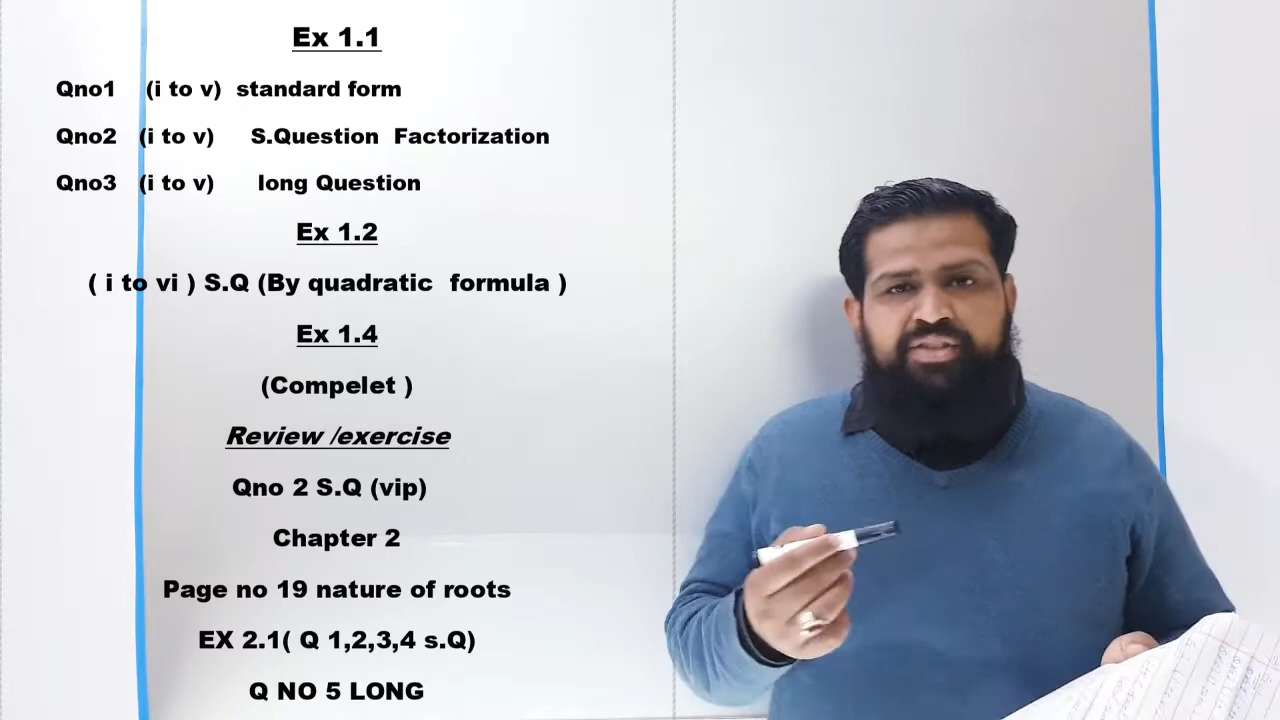 Ex 1.1
Qno1 (i to v) standard form
Qno2 (i to v) S.Question Factorization
Qno3 (i to v) long Question
Ex 1.2
( i to vi ) S.Q (By quadratic formula )
Ex 1.4
(Compelet )
Review /exercise
Qno 2 S.Q (vip)
Chapter 2
Page no 19 nature of roots
EX 2.1( Q 1,2,3,4 s.Q)
Q NO 5 LONG